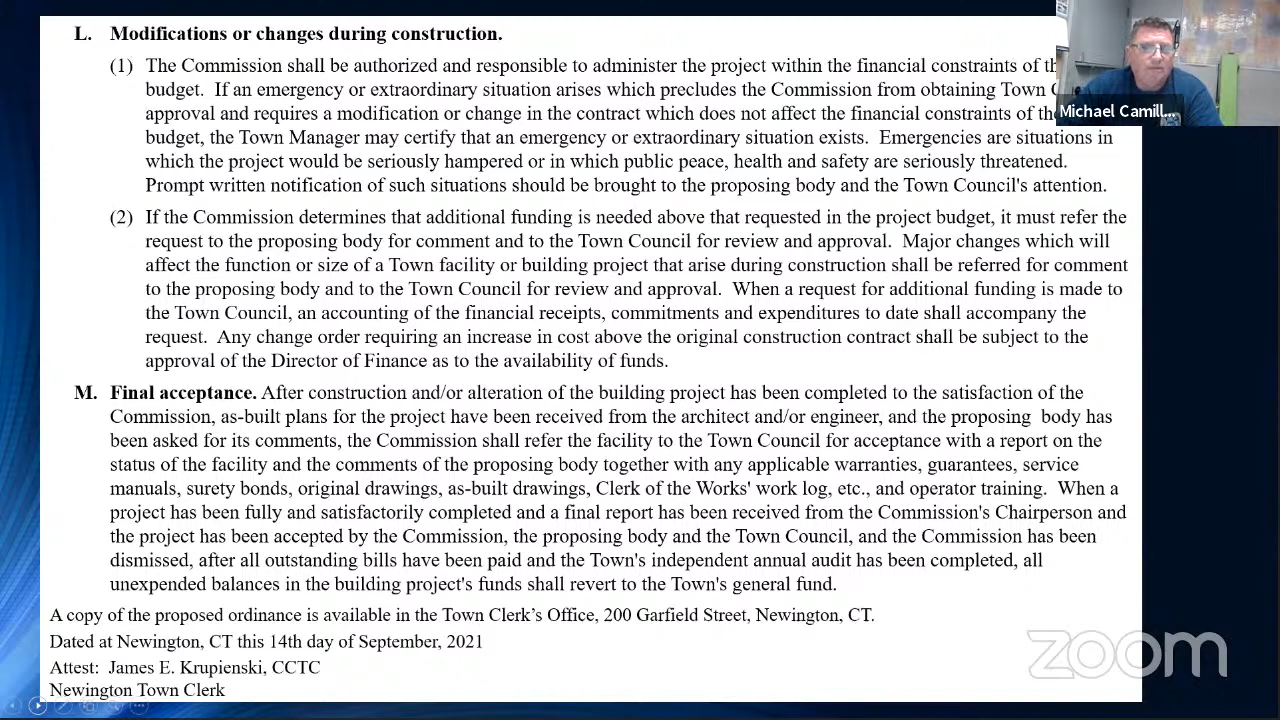 L. Modifications or changes during construction.
(1) The Commission shall be authorized and responsible to administer the project within the financial constraints of
budget. If an emergency or extraordinary situation arises which precludes the Commission from obtaining Town
approval and requires a modification or change in the contract which does not affect the financial constraints of the
budget, the Town Manager may certify that an emergency or extraordinary situation exists. Emergencies are situations in
which the project would be seriously hampered or in which public peace, health and safety are seriously threatened.
Prompt written notification of such situations should be brought to the proposing body and the Town Council's attention.
(2) If the Commission determines that additional funding is needed above that requested in the project budget, it must refer the
request to the proposing body for comment and to the Town Council for review and approval. Major changes which will
affect the function or size of a Town facility or building project that arise during construction shall be referred for comment
to the proposing body and to the Town Council for review and approval. When a request for additional funding is made to
the Town Council, an accounting of the financial receipts, commitments and expenditures to date shall accompany the
request. Any change order requiring an increase in cost above the original construction contract shall be subject to the
approval of the Director of Finance as to the availability of funds.
M. Final acceptance. After construction and/or alteration of the building project has been completed to the satisfaction of the
Commission, as-built plans for the project have been received from the architect and/or engineer, and the proposing body has
been asked for its comments, the Commission shall refer the facility to the Town Council for acceptance with a report on the
status of the facility and the comments of the proposing body together with any applicable warranties, guarantees, service
manuals, surety bonds, original drawings, as-built drawings, Clerk of the Works' work log, etc., and operator training. When a
project has been fully and satisfactorily completed and a final report has been received from the Commission's Chairperson and
the project has been accepted by the Commission, the proposing body and the Town Council, and the Commission has been
dismissed, after all outstanding bills have been paid and the Town's independent annual audit has been completed, all
unexpended balances in the building project's funds shall revert to the Town's general fund.
A copy of the proposed ordinance is available in the Town Clerk’s Office, 200 Garfield Street, Newington, CT.
Dated at Newington, CT this 14th day of September, 2021
Attest: James E. Krupienski, CCTC
Newington Town Clerk
Michael Camill...
zoom